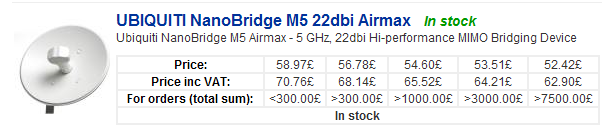 UBIQUITI NanoBridge M5 22dbi Airmax In stock
Ubiquiti NanoBridge M5 Airmax - 5 GHz, 22dbi Hi-performance MIMO Bridging Device
Price: 58.97£ 56.78£ 54.60£ 53.51£ 52.42£
Price inc VAT: 70.76£ 68.14£ 65.52£ 64.21£ 62.90£
For orders (total sum): <300.00£ >300.00£ >1000.00£ >3000.00£ >7500.00£
In stock